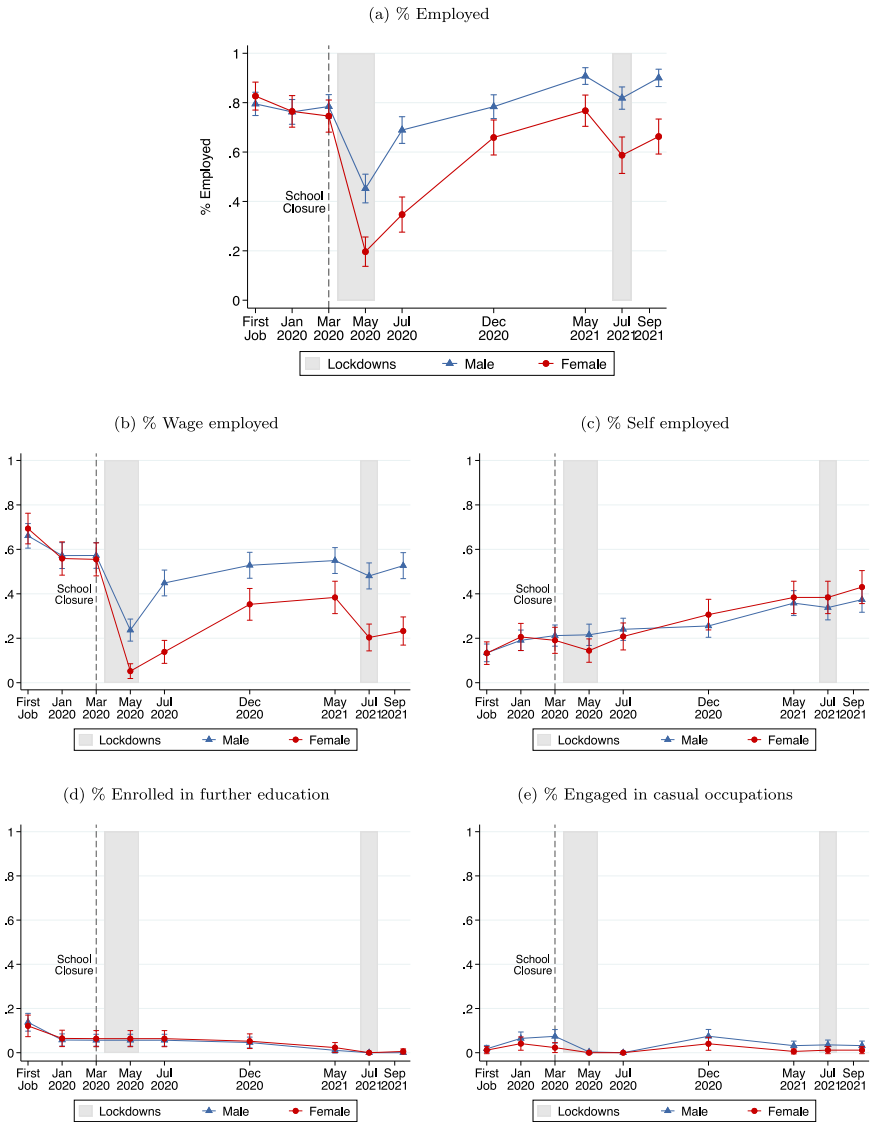 (a) % Employed
1
.8
.6
.4
.2
0
% Employed
School
Closure
First Jan Mar May Jul Dec May Jul Sep
Job 2020 2020 2020 2020 2020 2021 2021 2021
Lockdowns Male Female
(b) % Wage employed
1
.8
.6
.4
.2
0
School
Closure
First Jan Mar May Jul Dec May Jul Sep
Job 2020 2020 2020 2020 2020 2021 2021 2021
Lockdowns Male Female
(c) % Self employed
1
.8
.6
.4
.2
0
School
Closure
First Jan Mar May Jul Dec May Jul Sep
Job 2020 2020 2020 2020 2020 2021 2021 2021
Lockdowns Male Female
(d) % Enrolled in further education
1
.8
.6
.4
.2
0
School
Closure
First Jan Mar May Jul Dec May Jul Sep
Job 2020 2020 2020 2020 2020 2021 2021 2021
Lockdowns Male Female
(e) % Engaged in casual occupations
1
.8
.6
.4
.2
0
School
Closure
First Jan Mar May Jul Dec May Jul Sep
Job 2020 2020 2020 2020 2020 2021 2021 2021
Lockdowns Male Female